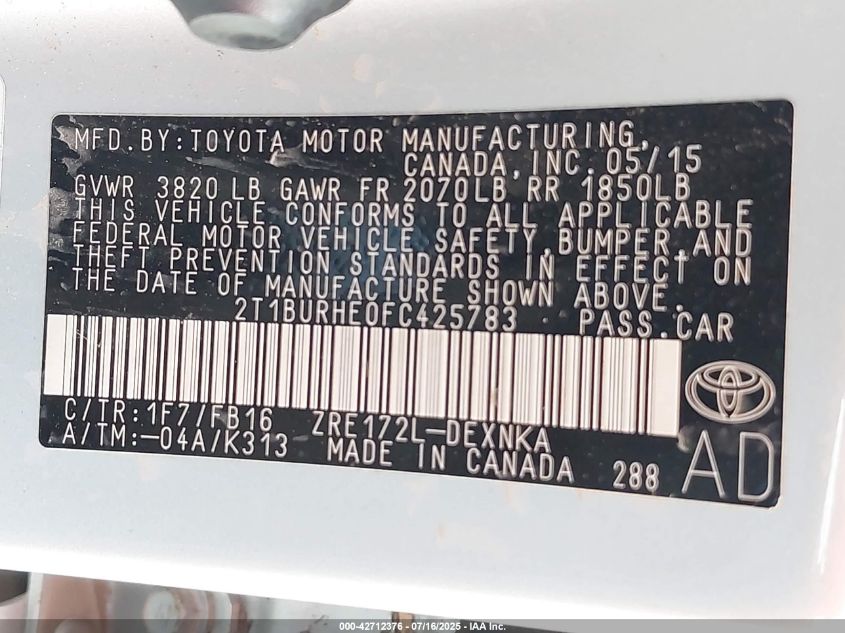 MFD.BY:TOYOTA MOTOR MANUFACTURING,
CANADA,INC.05/15
GVWR 3820 LB GAWR FR 2070LB RR 1850LB
THIS VEHICLE CONFORMS TO ALL APPLICABLE
FEDERAL MOTOR VEHICLE SAFETY,BUMPER,AND
THEFT PREVENTION STANDARDS IN EFFECT ON
THE DATE OF MANUFACTURE SHOWN ABOVE.
2T1BURHE0FC425783 PASS.CAR
C/TR:1F7/FB16 ZRE172L-DEXNKA
A/TM:-04A/K313 MADE IN CANADA 288 AD
000-42712376 - 07/16/2025 - IAA Inc.